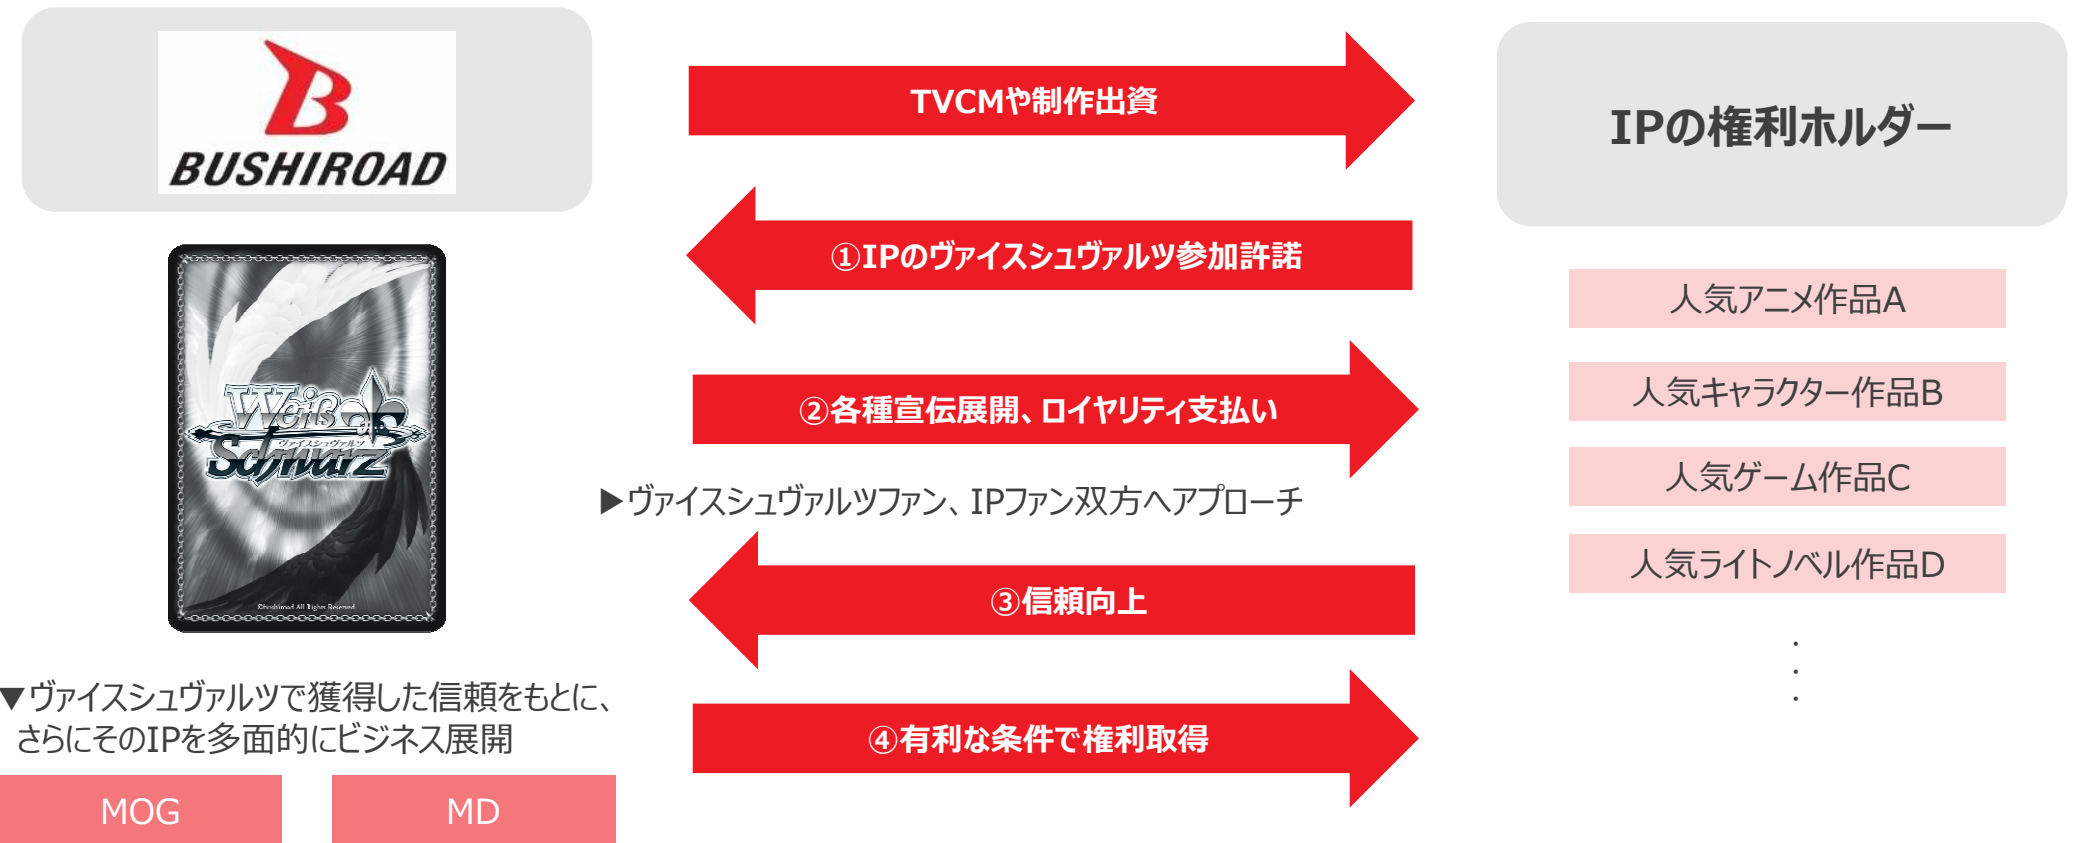 BUSHIROAD
TVCMや制作出資
IPの権利ホルダー
①IPのヴァイスシュヴァルツ参加許諾
人気アニメ作品A
人気キャラクター作品B
人気ゲーム作品C
人気ライトノベル作品D
・
・
・
②各種宣伝展開、ロイヤリティ支払い
▶ヴァイスシュヴァルツファン、IPファン双方へアプローチ
③信頼向上
④有利な条件で権利取得
Weiß
ヴァイスシュヴァルツ
Schwarz
©bushiroad All Rights Reserved
▼ヴァイスシュヴァルツで獲得した信頼をもとに、
さらにそのIPを多面的にビジネス展開
MOG
MD